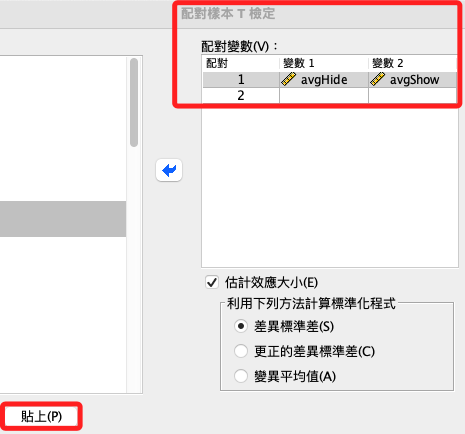 配對樣本 T 檢定
配對變數(V)：
配對 變數 1 變數 2
1 avgHide avgShow
2
估計效應大小(E)
利用下列方法計算標準化程式
差異標準差(S)
更正的差異標準差(C)
變異平均值(A)
貼上(P)